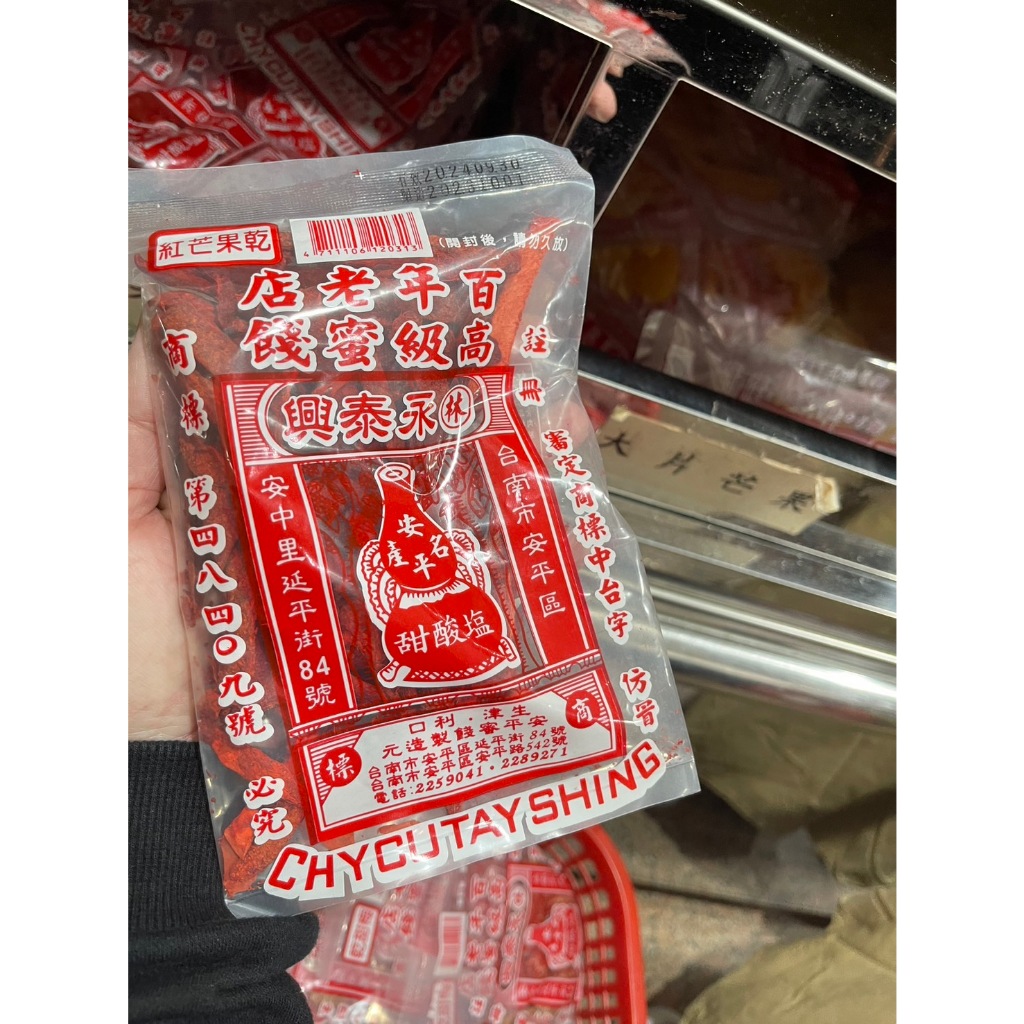 20240930
紅芒果乾
4711106120313
(開封後，請勿久放)
百年老店
高級蜜餞
註冊
商標
林永泰興
台南市安平區
安中里延平街84號
安平名產
塩酸甜
審定商標中台字
第四八四〇九號
仿冒
必究
生津．利口
安平審餞製造元
台南市安平區延平街84號
台南市安平區安平路542號
電話:2259041．2289271
商標
CHYCUTAYSHING
大片芒果